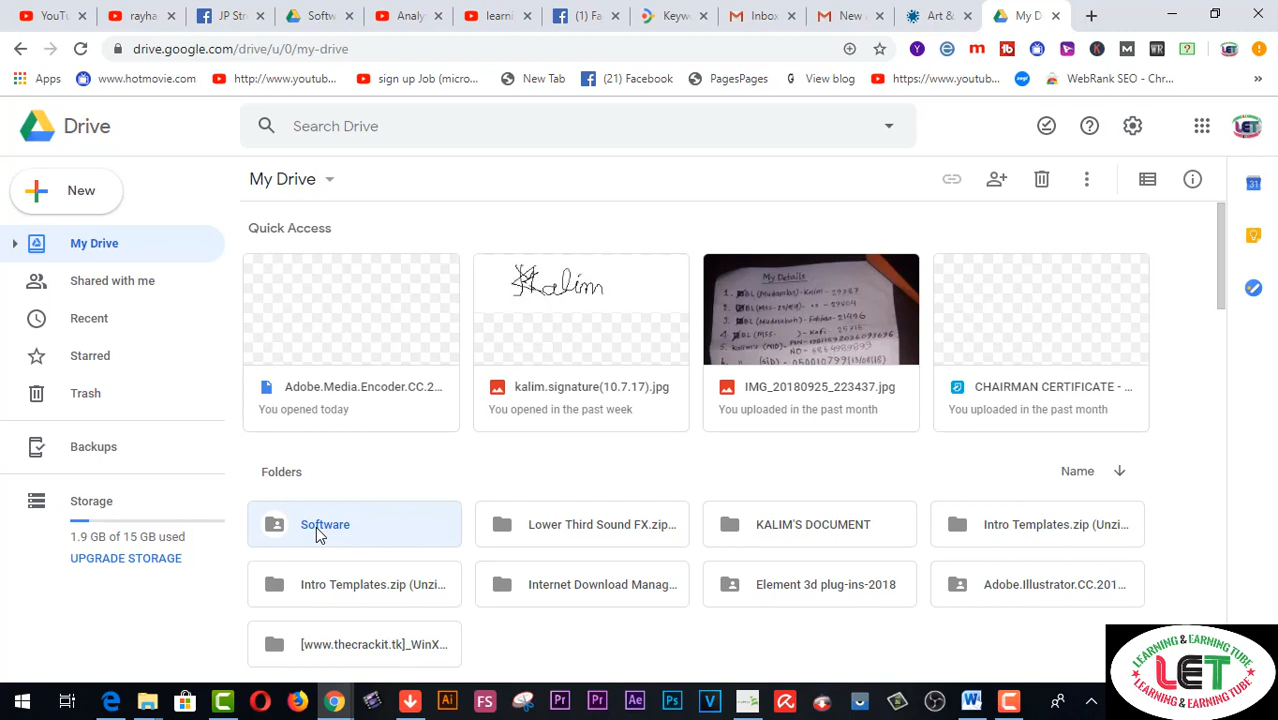 YouTu
rayha
JP Stre
Softw
Analy
learni
(1) Fa
Keyw
Inbox
New a
Art &
My D
drive.google.com/drive/u/0/my-drive
Apps
www.hotmovie.com
http://www.youtub...
sign up Job (micro...
New Tab
(21) Facebook
PagesPages
View blog
https://www.youtub...
WebRank SEO - Chr...
Drive
Search Drive
New
My Drive
My Drive
Shared with me
Recent
Starred
Trash
Backups
Storage
1.9 GB of 15 GB used
UPGRADE STORAGE
Quick Access
Kalim
My Details
Adobe.Media.Encoder.CC.2...
You opened today
kalim.signature(10.7.17).jpg
You opened in the past week
IMG_20180925_223437.jpg
You uploaded in the past month
CHAIRMAN CERTIFICATE - ...
You uploaded in the past month
Folders
Name
Software
Lower Third Sound FX.zip...
KALIM'S DOCUMENT
Intro Templates.zip (Unzi...
Intro Templates.zip (Unzi...
Internet Download Manag...
Element 3d plug-ins-2018
Adobe.Illustrator.CC.201...
[www.thecrackit.tk]_WinX...
LEARNING & EARNING TUBE
LET
LEARNING & EARNING TUBE